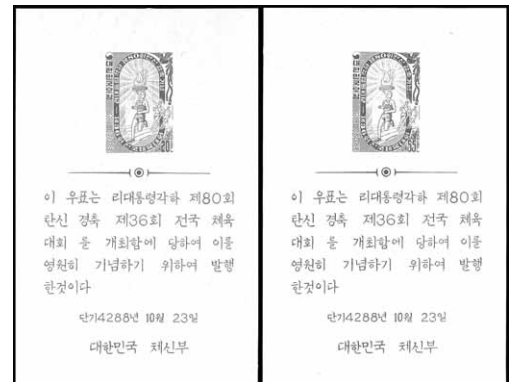 20
이 우표는 리대통령각하 제80회
탄신 경축 제36회 전국 체육
대회 를 개최함에 당하여 이를
영원히 기념하기 위하여 발행
한것이다
단기4288년 10월 23일
대한민국 체신부
55
이 우표는 리대통령각하 제80회
탄신 경축 제36회 전국 체육
대회 를 개최함에 당하여 이를
영원히 기념하기 위하여 발행
한것이다
단기4288년 10월 23일
대한민국 체신부